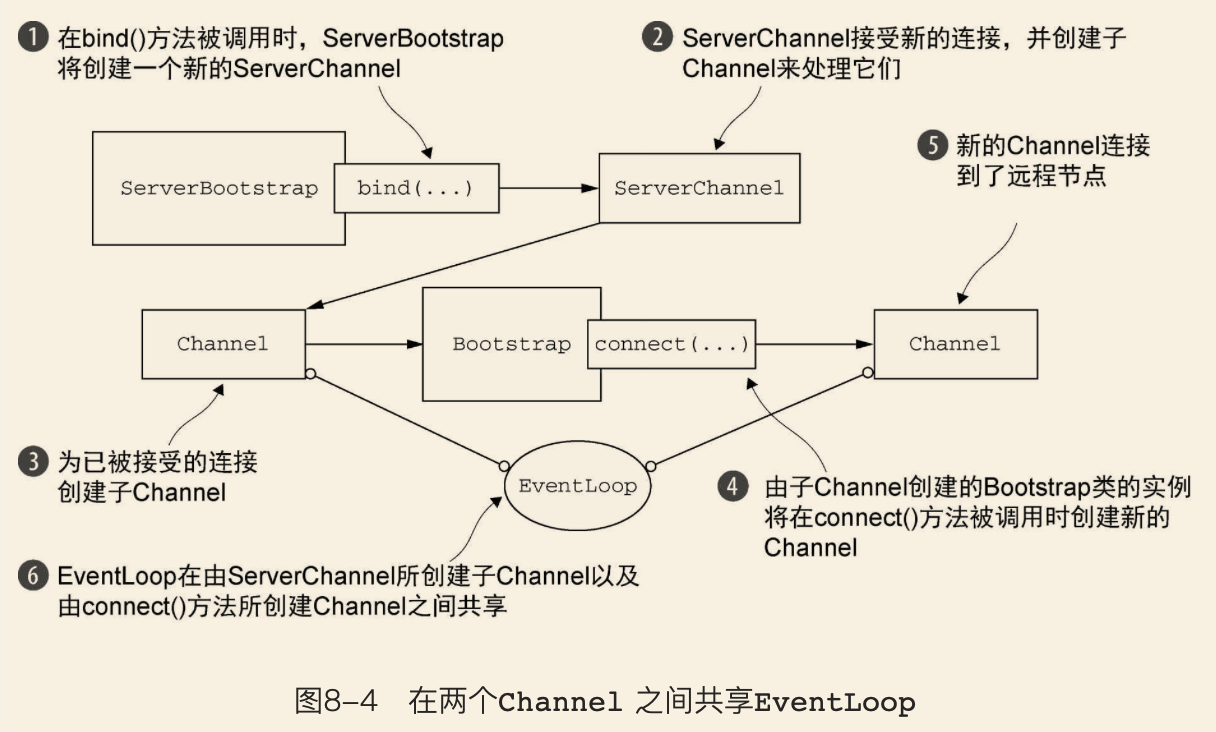 1 在bind()方法被调用时，ServerBootstrap
将创建一个新的ServerChannel
2 ServerChannel接受新的连接，并创建子
Channel来处理它们
5 新的Channel连接
到了远程节点
ServerBootstrap
bind(...)
ServerChannel
Channel
Bootstrap
connect(...)
Channel
3 为已被接受的连接
创建子Channel
EventLoop
4 由子Channel创建的Bootstrap类的实例
将在connect()方法被调用时创建新的
Channel
6 EventLoop在由ServerChannel所创建子Channel以及
由connect()方法所创建Channel之间共享
图8–4 在两个Channel 之间共享EventLoop